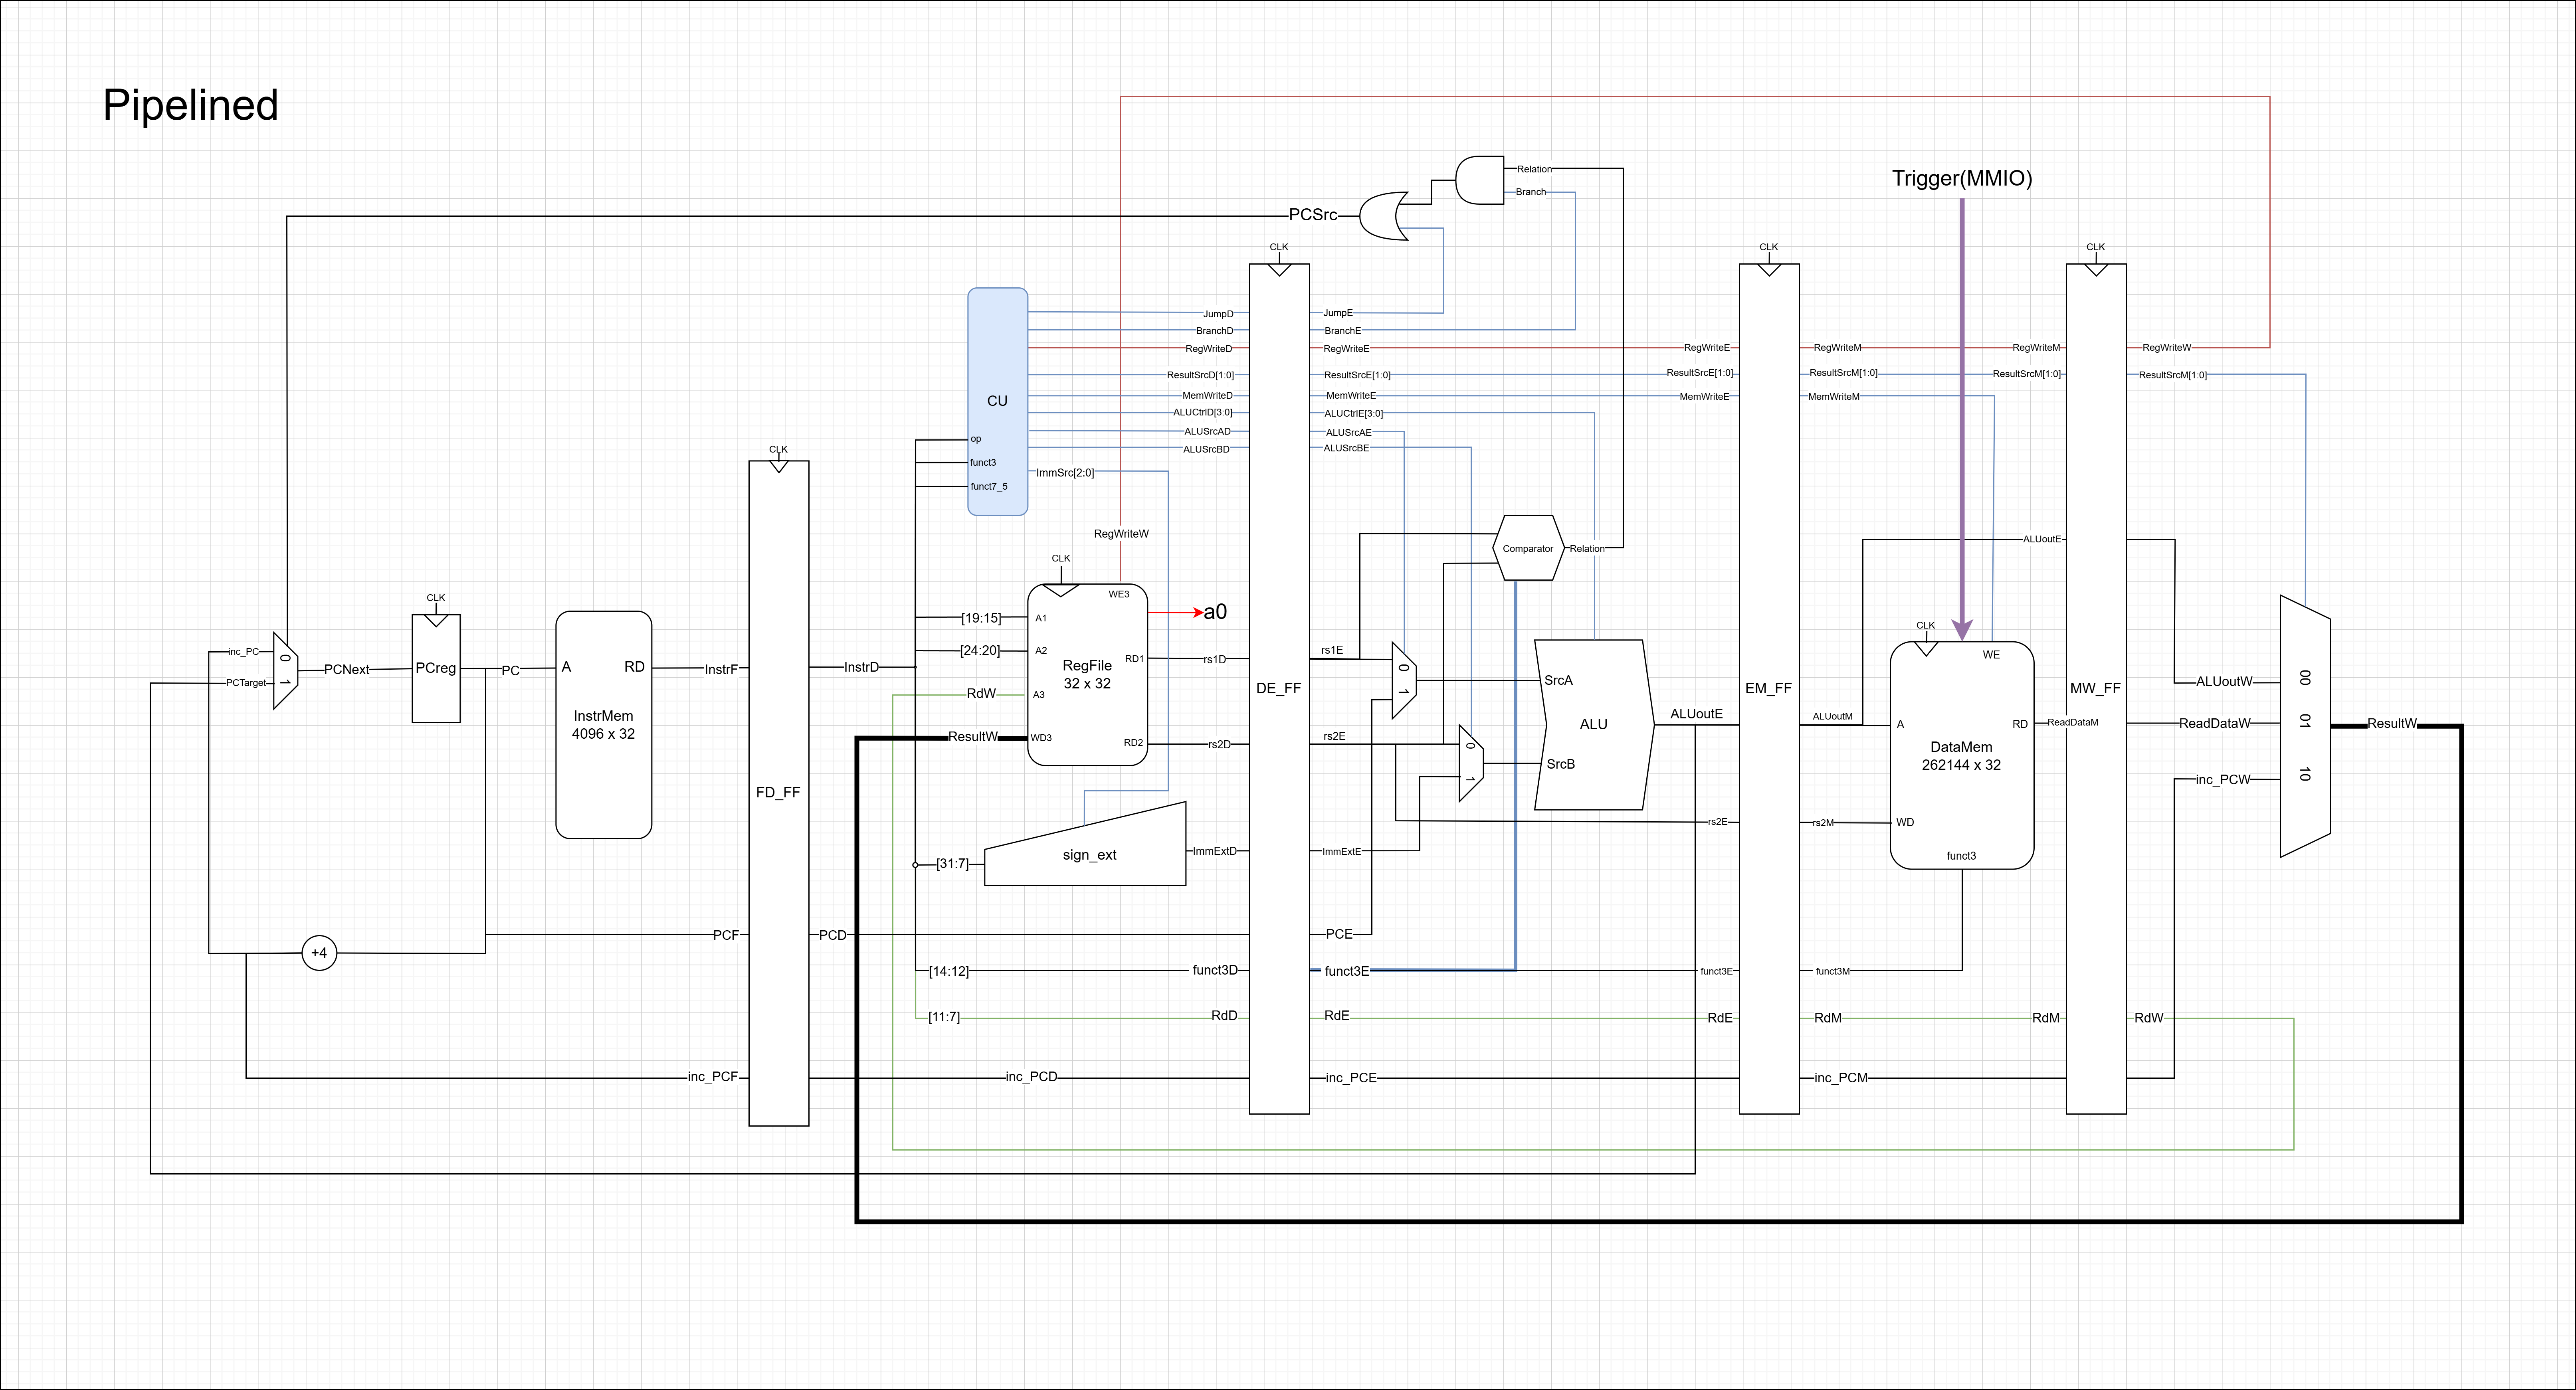 Pipelined
Trigger(MMIO)
Relation
Branch
PCSrc
CLK
CLK
CLK
JumpD
JumpE
BranchD
BranchE
RegWriteD
RegWriteE
RegWriteE
RegWriteM
RegWriteM
RegWriteW
ResultSrcD[1:0]
ResultSrcE[1:0]
ResultSrcE[1:0]
ResultSrcM[1:0]
ResultSrcM[1:0]
ResultSrcM[1:0]
CU
MemWriteD
MemWriteE
MemWriteE
MemWriteM
ALUCtrlD[3:0]
ALUCtrlE[3:0]
ALUSrcAD
ALUSrcAE
ALUSrcBD
ALUSrcBE
op
funct3
funct7_5
ImmSrc[2:0]
CLK
RegWriteW
Comparator
Relation
ALUoutE
CLK
CLK
CLK
WE3
a0
A1
A2
A3
WD3
RD1
RD2
RegFile
32 x 32
[19:15]
[24:20]
RdW
ResultW
inc_PC
PCTarget
0
1
PCNext
PCreg
PC
A
RD
InstrMem
4096 x 32
InstrF
FD_FF
InstrD
rs1D
rs2D
DE_FF
rs1E
rs2E
0
1
0
1
SrcA
SrcB
ALU
ALUoutE
EM_FF
ALUoutM
WE
A
RD
DataMem
262144 x 32
WD
funct3
ReadDataM
MW_FF
ALUoutW
ReadDataW
inc_PCW
00
01
10
ResultW
rs2E
rs2M
[31:7]
sign_ext
ImmExtD
ImmExtE
+4
PCF
PCD
PCE
[14:12]
funct3D
funct3E
funct3E
funct3M
[11:7]
RdD
RdE
RdE
RdM
RdM
RdW
inc_PCF
inc_PCD
inc_PCE
inc_PCM